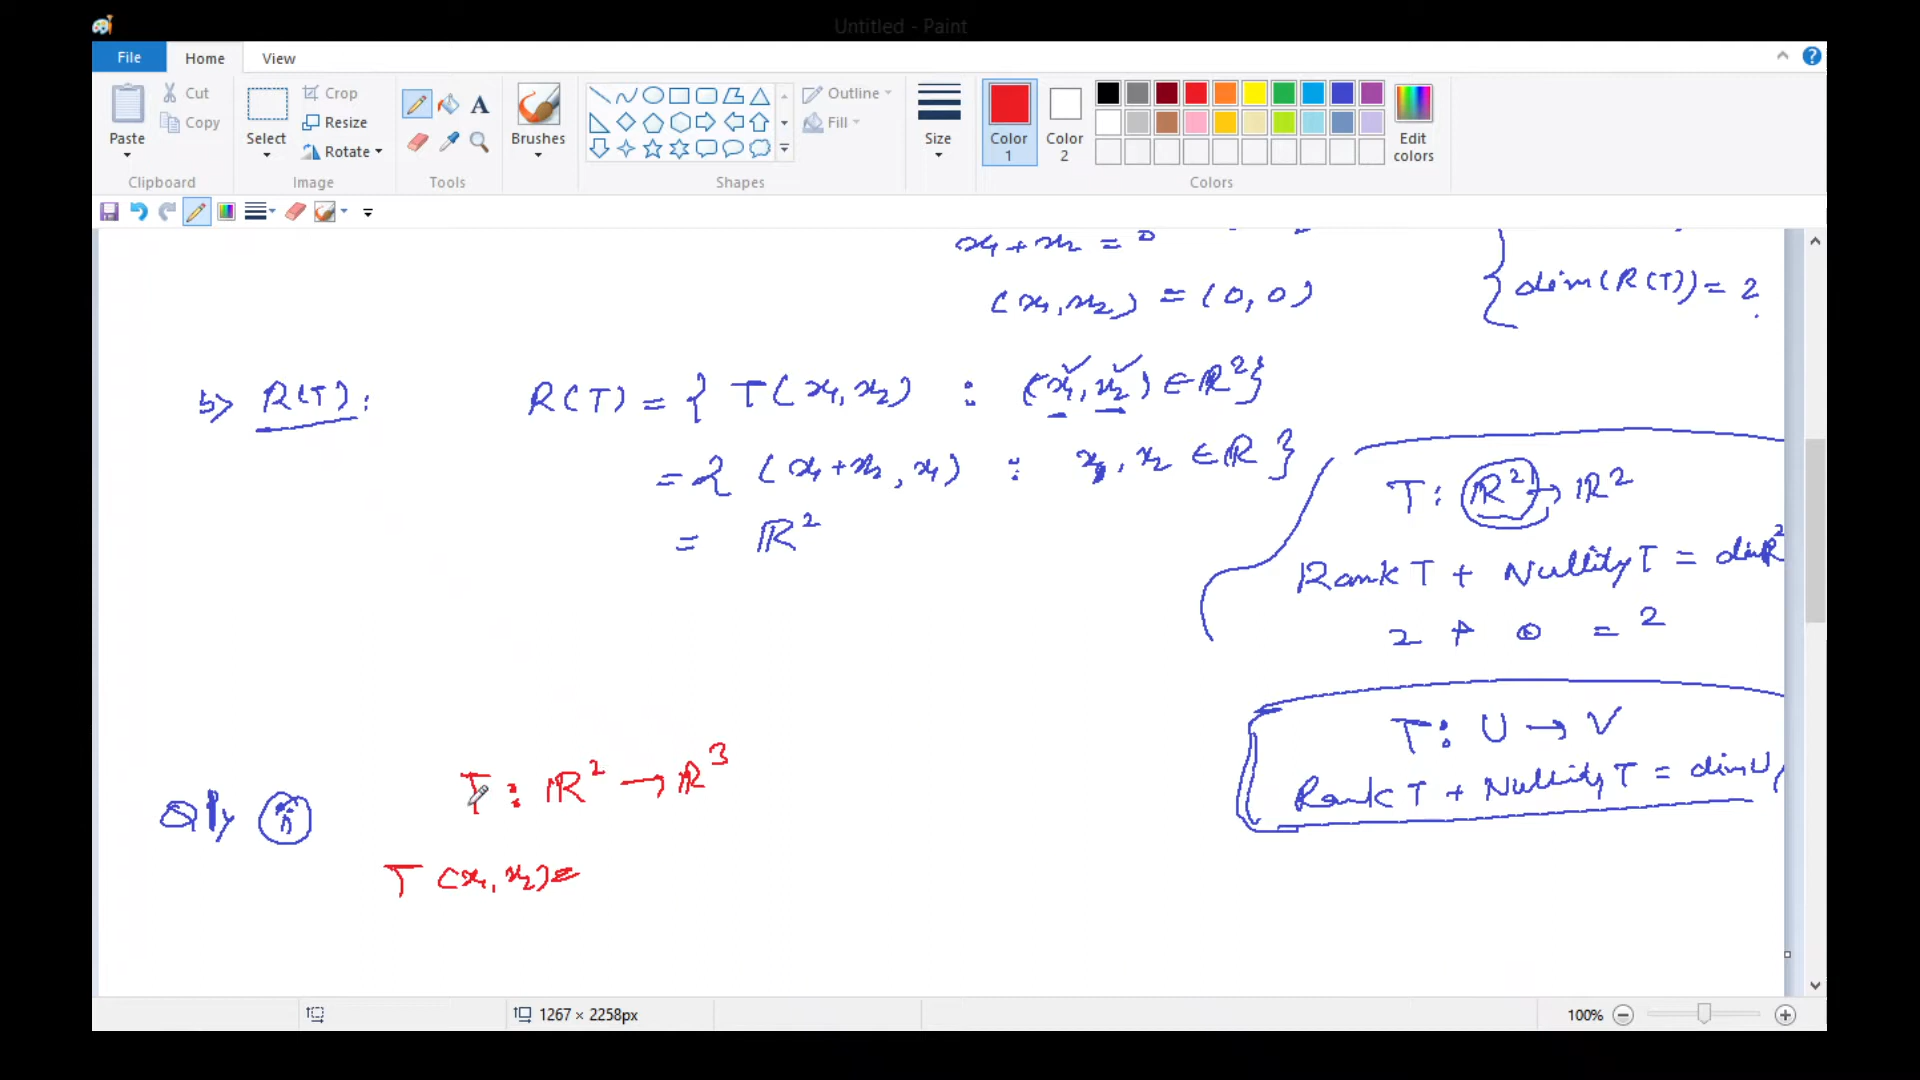 Untitled - Paint
File Home View
Cut
Copy
Paste
Clipboard
Select
Crop
Resize
Rotate
Image
Tools
Brushes
Shapes
Outline
Fill
Size
Color 1
Color 2
Edit colors
Colors
x₁ + x₂ = 0
(x₁, x₂) = (0, 0)
dim(R(T)) = 2.
b> R(T) : R(T) = { T(x₁, x₂) : (x₁, x₂) ∈ ℝ² }
= { (x₁+x₂, x₁) : x₁, x₂ ∈ ℝ }
= ℝ²
T : ℝ² → ℝ²
Rank T + Nullity T = dim ℝ²
2 + 0 = 2
T : U → V
Rank T + Nullity T = dim U
T : ℝ² → ℝ³
T (x₁, x₂) =
1267 × 2258px
100%